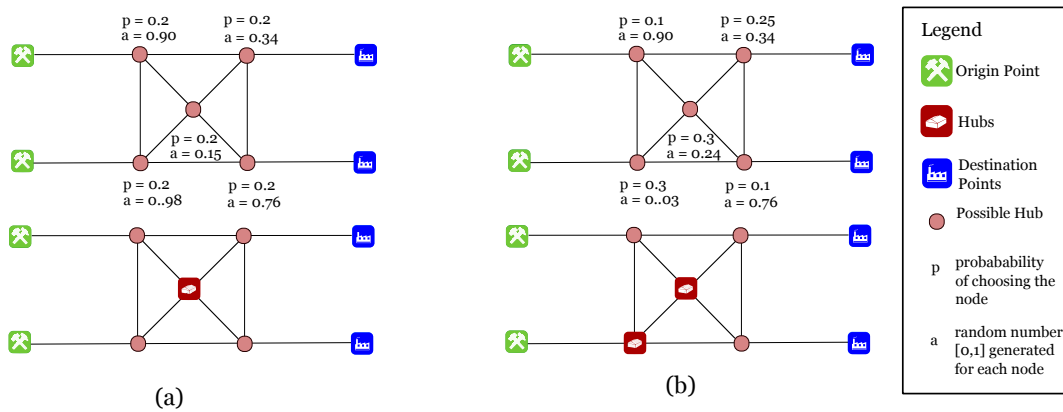 p = 0.2
a = 0.90
p = 0.2
a = 0.34
p = 0.2
a = 0.15
p = 0.2
a = 0..98
p = 0.2
a = 0.76
(a)
p = 0.1
a = 0.90
p = 0.25
a = 0.34
p = 0.3
a = 0.24
p = 0.3
a = 0..03
p = 0.1
a = 0.76
(b)
Legend
Origin Point
Hubs
Destination
Points
Possible Hub
p probabability
of choosing the
node
a random number
[0,1] generated
for each node